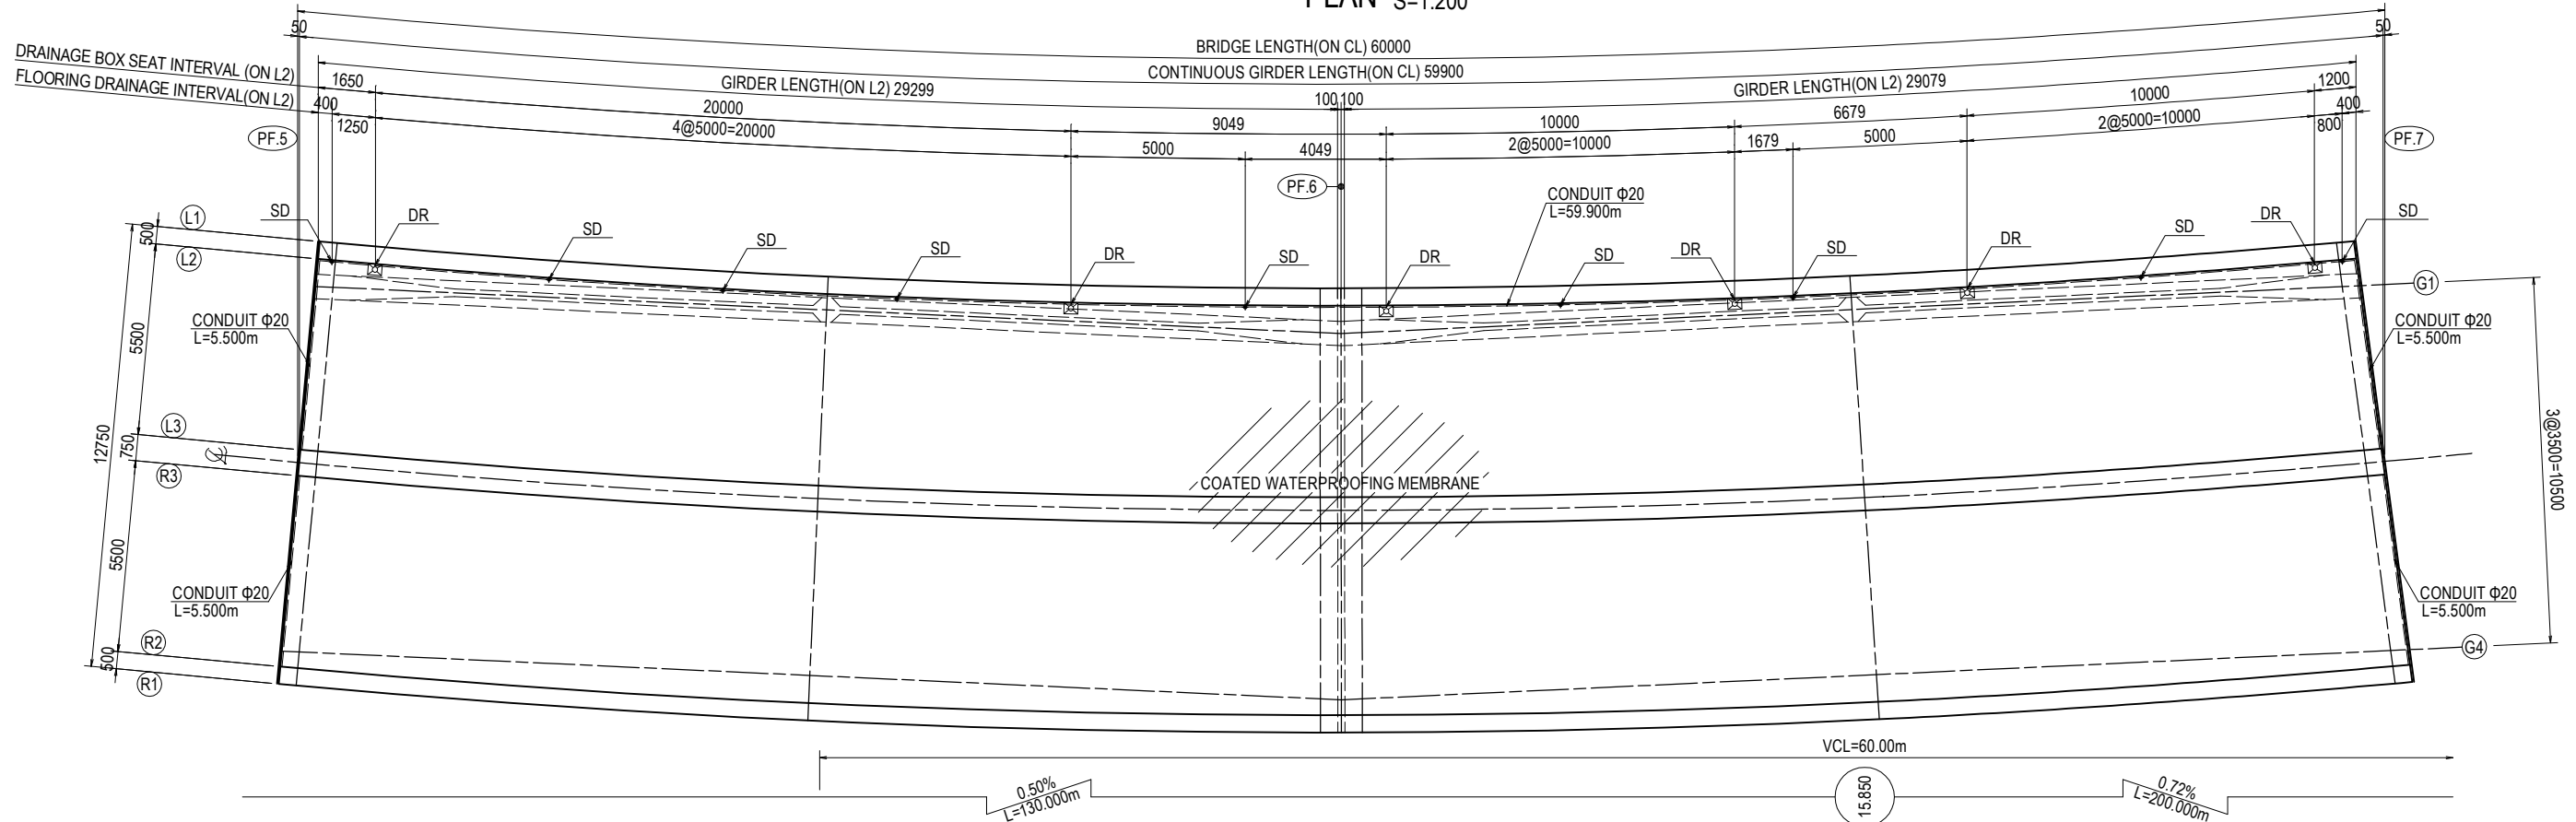 PLAN S=1:200
50
50
BRIDGE LENGTH(ON CL) 60000
CONTINUOUS GIRDER LENGTH(ON CL) 59900
DRAINAGE BOX SEAT INTERVAL (ON L2)
FLOORING DRAINAGE INTERVAL(ON L2)
1650
GIRDER LENGTH(ON L2) 29299
100 100
GIRDER LENGTH(ON L2) 29079
1200
400
20000
9049
10000
6679
10000
400
1250
4@5000=20000
5000
4049
2@5000=10000
1679
5000
2@5000=10000
800
PF.5
PF.6
PF.7
CONDUIT Φ20
L=59.900m
SD
DR
SD
SD
SD
DR
SD
DR
SD
DR
SD
DR
SD
DR
SD
L1
L2
500
G1
CONDUIT Φ20
L=5.500m
CONDUIT Φ20
L=5.500m
5500
12750
L3
750
R3
COATED WATERPROOFING MEMBRANE
3@3500=10500
5500
CONDUIT Φ20
L=5.500m
CONDUIT Φ20
L=5.500m
R2
500
R1
G4
VCL=60.00m
0.50%
L=130.000m
15.850
0.72%
L=200.000m